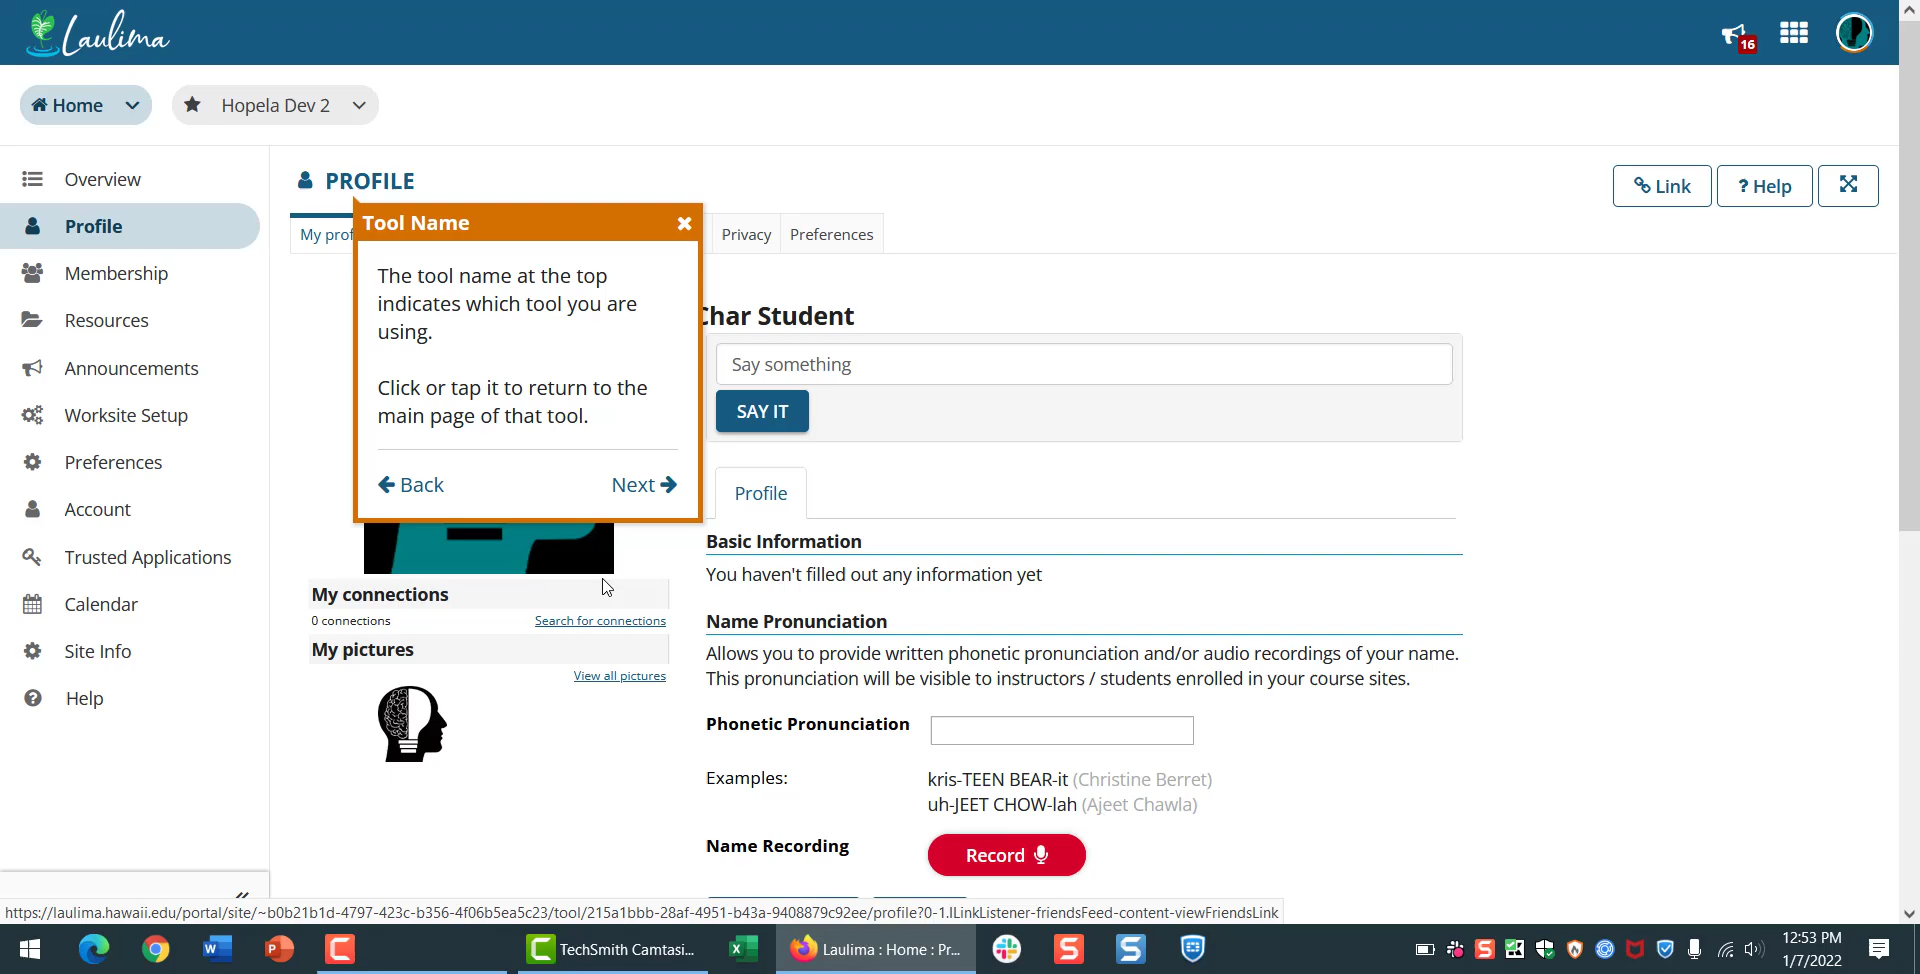 Laulima
16
Home
Hopela Dev 2
Overview
Profile
Membership
Resources
Announcements
Worksite Setup
Preferences
Account
Trusted Applications
Calendar
Site Info
Help
PROFILE
Link
? Help
My prof
Privacy
Preferences
Tool Name
The tool name at the top
indicates which tool you are
using.
Click or tap it to return to the
main page of that tool.
Back
Next
My connections
0 connections
Search for connections
My pictures
View all pictures
Char Student
Say something
SAY IT
Profile
Basic Information
You haven't filled out any information yet
Name Pronunciation
Allows you to provide written phonetic pronunciation and/or audio recordings of your name.
This pronunciation will be visible to instructors / students enrolled in your course sites.
Phonetic Pronunciation
Examples:
kris-TEEN BEAR-it (Christine Berret)
uh-JEET CHOW-lah (Ajeet Chawla)
Name Recording
Record
https://laulima.hawaii.edu/portal/site/~b0b21b1d-4797-423c-b356-4f06b5ea5c23/tool/215a1bbb-28af-4951-b43a-9408879c92ee/profile?0-1.ILinkListener-friendsFeed-content-viewFriendsLink
TechSmith Camtasi...
Laulima : Home : Pr...
12:53 PM
1/7/2022